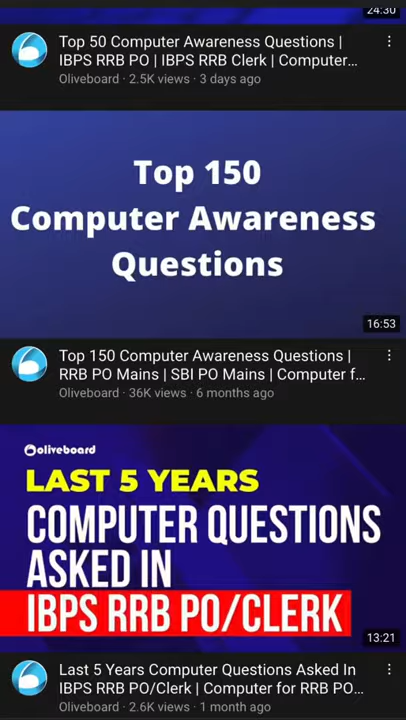 24:30
Top 50 Computer Awareness Questions |
IBPS RRB PO | IBPS RRB Clerk | Computer...
Oliveboard · 2.5K views · 3 days ago
Top 150
Computer Awareness
Questions
16:53
Top 150 Computer Awareness Questions |
RRB PO Mains | SBI PO Mains | Computer f...
Oliveboard · 36K views · 6 months ago
oliveboard
LAST 5 YEARS
COMPUTER QUESTIONS
ASKED IN
IBPS RRB PO/CLERK
13:21
Last 5 Years Computer Questions Asked In
IBPS RRB PO/Clerk | Computer for RRB PO...
Oliveboard · 2.6K views · 1 month ago